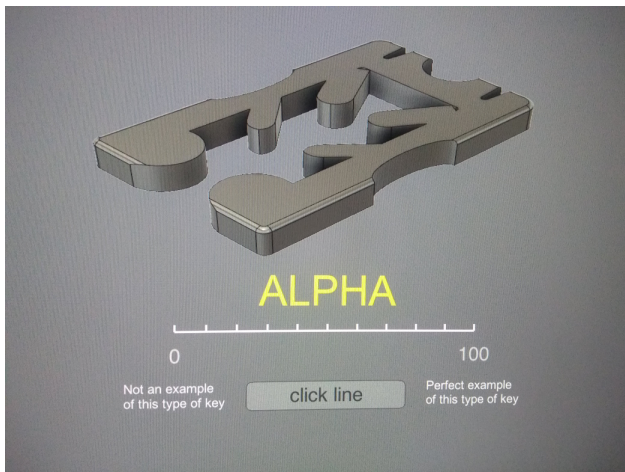 ALPHA
0 100
Not an example
of this type of key
click line
Perfect example
of this type of key